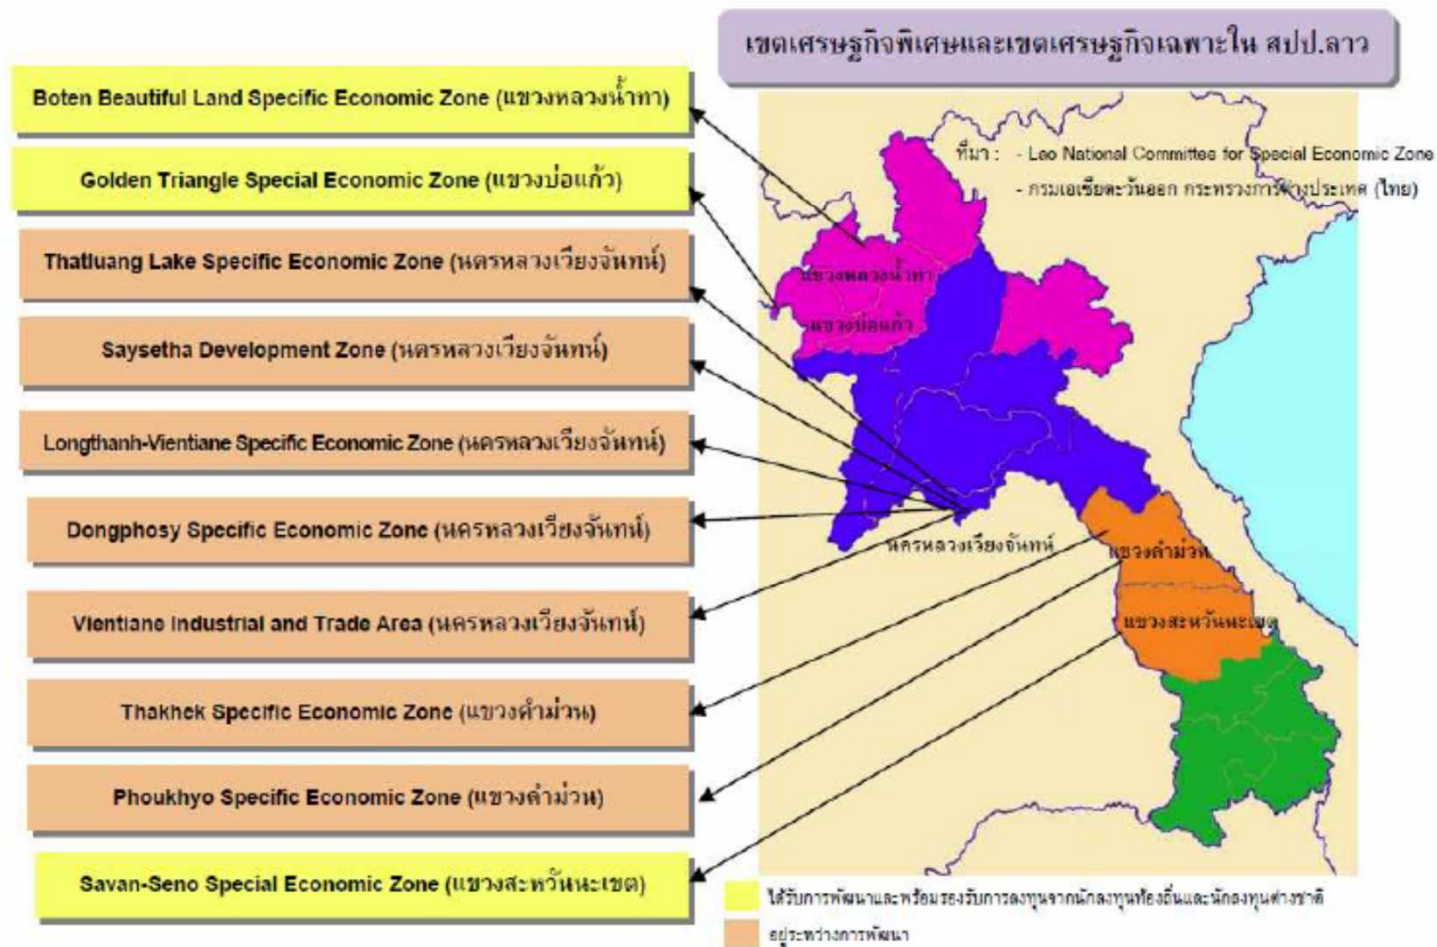 เขตเศรษฐกิจพิเศษและเขตเศรษฐกิจเฉพาะใน สปป.ลาว
ที่มา : - Lao National Committee for Special Economic Zone
- กรมเอเชียตะวันออก กระทรวงการต่างประเทศ (ไทย)
Boten Beautiful Land Specific Economic Zone (แขวงหลวงน้ำทา)
Golden Triangle Special Economic Zone (แขวงบ่อแก้ว)
Thatluang Lake Specific Economic Zone (นครหลวงเวียงจันทน์)
Saysetha Development Zone (นครหลวงเวียงจันทน์)
Longthanh-Vientiane Specific Economic Zone (นครหลวงเวียงจันทน์)
Dongphosy Specific Economic Zone (นครหลวงเวียงจันทน์)
Vientiane Industrial and Trade Area (นครหลวงเวียงจันทน์)
Thakhek Specific Economic Zone (แขวงคำม่วน)
Phoukhyo Specific Economic Zone (แขวงคำม่วน)
Savan-Seno Special Economic Zone (แขวงสะหวันนะเขต)
แขวงหลวงน้ำทา
แขวงบ่อแก้ว
นครหลวงเวียงจันทน์
แขวงคำม่วน
แขวงสะหวันนะเขต
ได้รับการพัฒนาและพร้อมรองรับการลงทุนจากนักลงทุนท้องถิ่นและนักลงทุนต่างชาติ
อยู่ระหว่างการพัฒนา